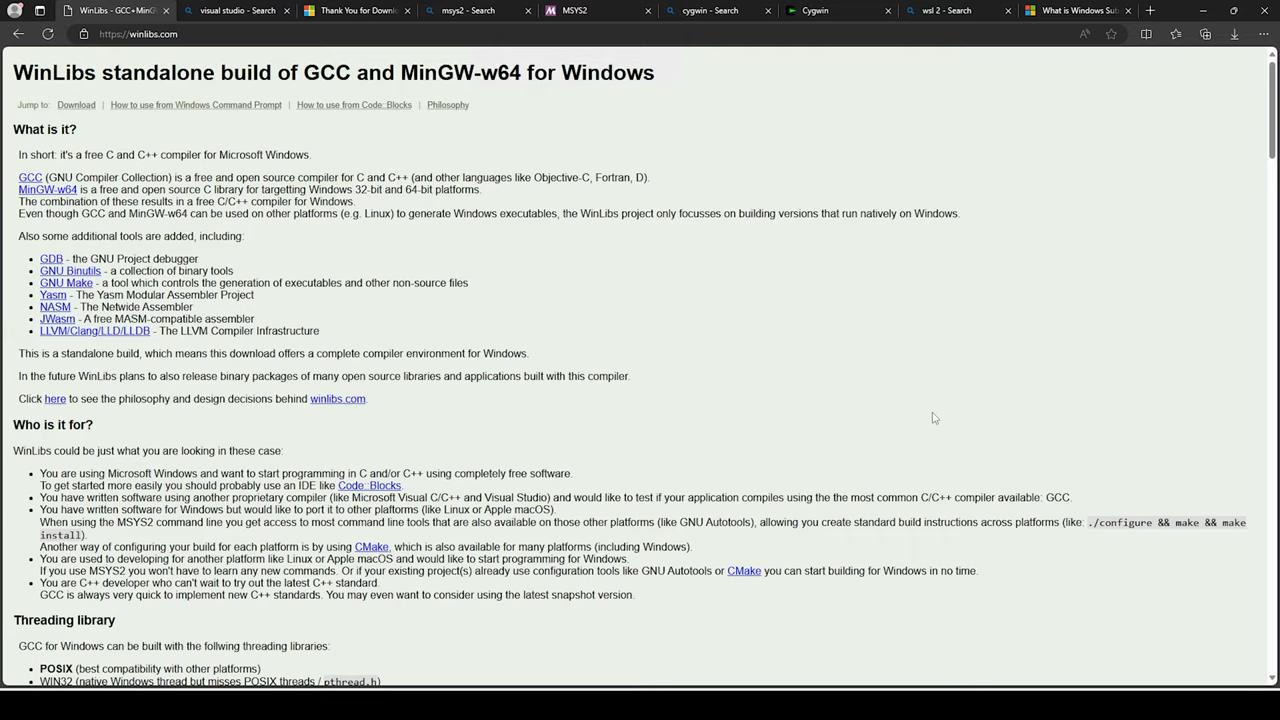 WinLibs - GCC+MinG
visual studio - Search
Thank You for Downl
msys2 - Search
MSYS2
cygwin - Search
Cygwin
wsl 2 - Search
What is Windows Sub
https://winlibs.com
WinLibs standalone build of GCC and MinGW-w64 for Windows
Jump to: Download | How to use from Windows Command Prompt | How to use from Code::Blocks | Philosophy
What is it?
In short: it's a free C and C++ compiler for Microsoft Windows.
GCC (GNU Compiler Collection) is a free and open source compiler for C and C++ (and other languages like Objective-C, Fortran, D).
MinGW-w64 is a free and open source C library for targetting Windows 32-bit and 64-bit platforms.
The combination of these results in a free C/C++ compiler for Windows.
Even though GCC and MinGW-w64 can be used on other platforms (e.g. Linux) to generate Windows executables, the WinLibs project only focusses on building versions that run natively on Windows.
Also some additional tools are added, including:
GDB - the GNU Project debugger
GNU Binutils - a collection of binary tools
GNU Make - a tool which controls the generation of executables and other non-source files
Yasm - The Yasm Modular Assembler Project
NASM - The Netwide Assembler
JWasm - A free MASM-compatible assembler
LLVM/Clang/LLD/LLDB - The LLVM Compiler Infrastructure
This is a standalone build, which means this download offers a complete compiler environment for Windows.
In the future WinLibs plans to also release binary packages of many open source libraries and applications built with this compiler.
Click here to see the philosophy and design decisions behind winlibs.com.
Who is it for?
WinLibs could be just what you are looking in these case:
You are using Microsoft Windows and want to start programming in C and/or C++ using completely free software.
To get started more easily you should probably use an IDE like Code::Blocks.
You have written software using another proprietary compiler (like Microsoft Visual C/C++ and Visual Studio) and would like to test if your application compiles using the the most common C/C++ compiler available: GCC.
You have written software for Windows but would like to port it to other platforms (like Linux or Apple macOS).
When using the MSYS2 command line you get access to most command line tools that are also available on those other platforms (like GNU Autotools), allowing you create standard build instructions across platforms (like: ./configure && make && make
install).
Another way of configuring your build for each platform is by using CMake, which is also available for many platforms (including Windows).
You are used to developing for another platform like Linux or Apple macOS and would like to start programming for Windows.
If you use MSYS2 you won't have to learn any new commands. Or if your existing project(s) already use configuration tools like GNU Autotools or CMake you can start building for Windows in no time.
You are C++ developer who can't wait to try out the latest C++ standard.
GCC is always very quick to implement new C++ standards. You may even want to consider using the latest snapshot version.
Threading library
GCC for Windows can be built with the follwing threading libraries:
POSIX (best compatibility with other platforms)
WIN32 (native Windows thread but misses POSIX threads / pthread.h)